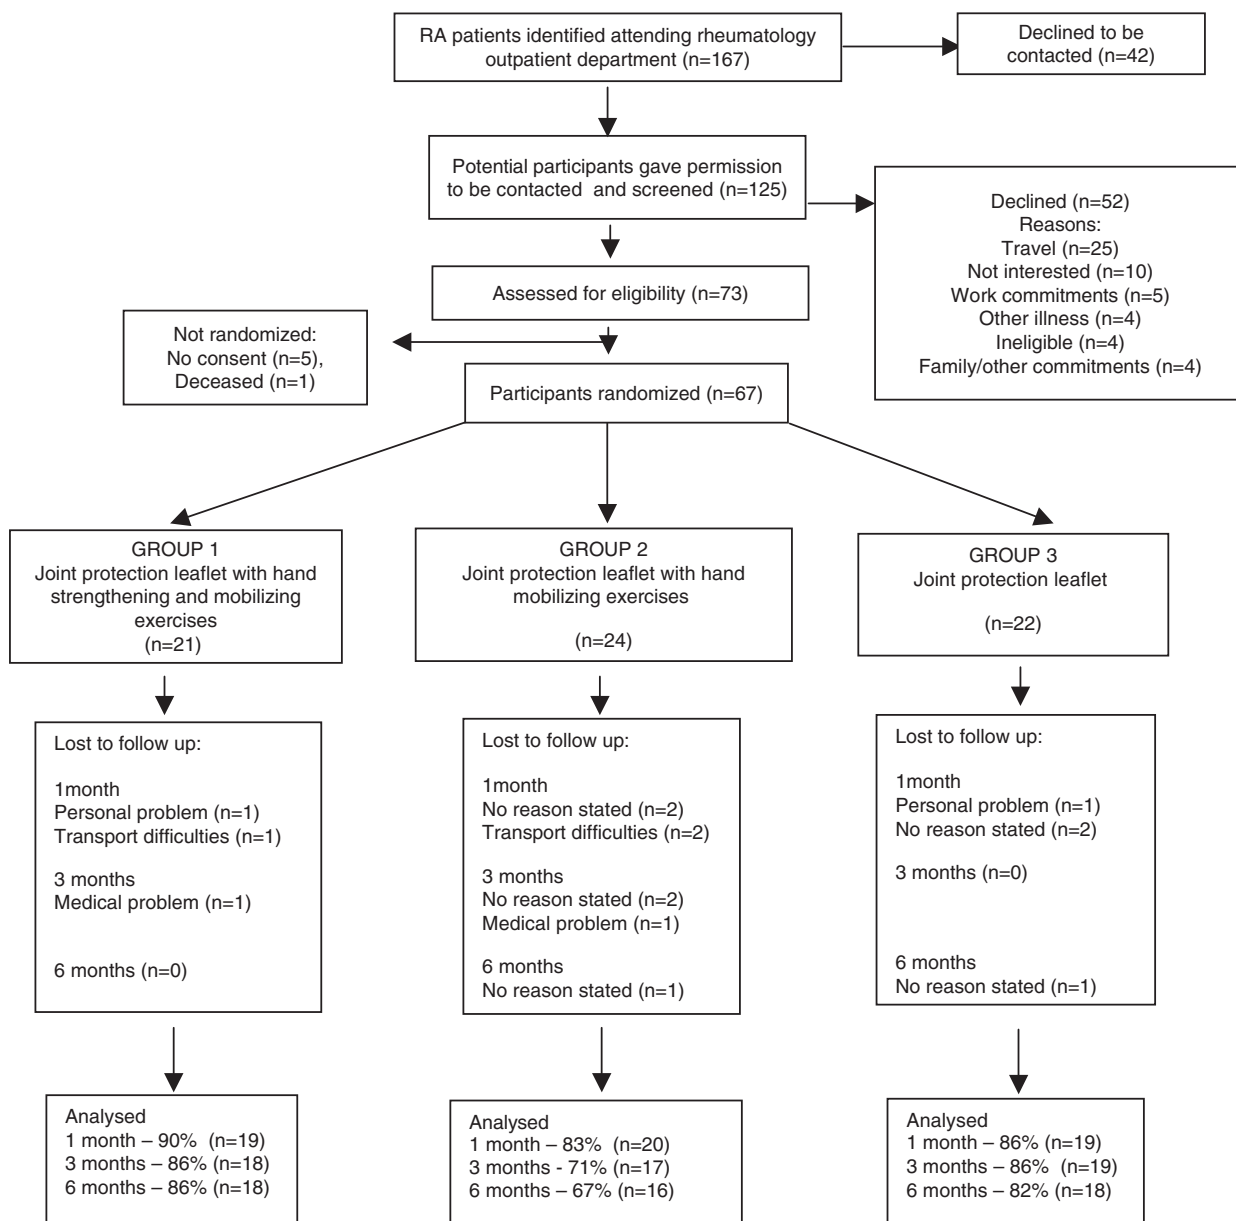 RA patients identified attending rheumatology
outpatient department (n=167)
Declined to be
contacted (n=42)
Potential participants gave permission
to be contacted and screened (n=125)
Declined (n=52)
Reasons:
Travel (n=25)
Not interested (n=10)
Work commitments (n=5)
Other illness (n=4)
Ineligible (n=4)
Family/other commitments (n=4)
Assessed for eligibility (n=73)
Not randomized:
No consent (n=5),
Deceased (n=1)
Participants randomized (n=67)
GROUP 1
Joint protection leaflet with hand
strengthening and mobilizing
exercises
(n=21)
GROUP 2
Joint protection leaflet with hand
mobilizing exercises
(n=24)
GROUP 3
Joint protection leaflet
(n=22)
Lost to follow up:
1month
Personal problem (n=1)
Transport difficulties (n=1)
3 months
Medical problem (n=1)
6 months (n=0)
Lost to follow up:
1month
No reason stated (n=2)
Transport difficulties (n=2)
3 months
No reason stated (n=2)
Medical problem (n=1)
6 months
No reason stated (n=1)
Lost to follow up:
1month
Personal problem (n=1)
No reason stated (n=2)
3 months (n=0)
6 months
No reason stated (n=1)
Analysed
1 month – 90% (n=19)
3 months – 86% (n=18)
6 months – 86% (n=18)
Analysed
1 month – 83% (n=20)
3 months - 71% (n=17)
6 months – 67% (n=16)
Analysed
1 month – 86% (n=19)
3 months – 86% (n=19)
6 months – 82% (n=18)